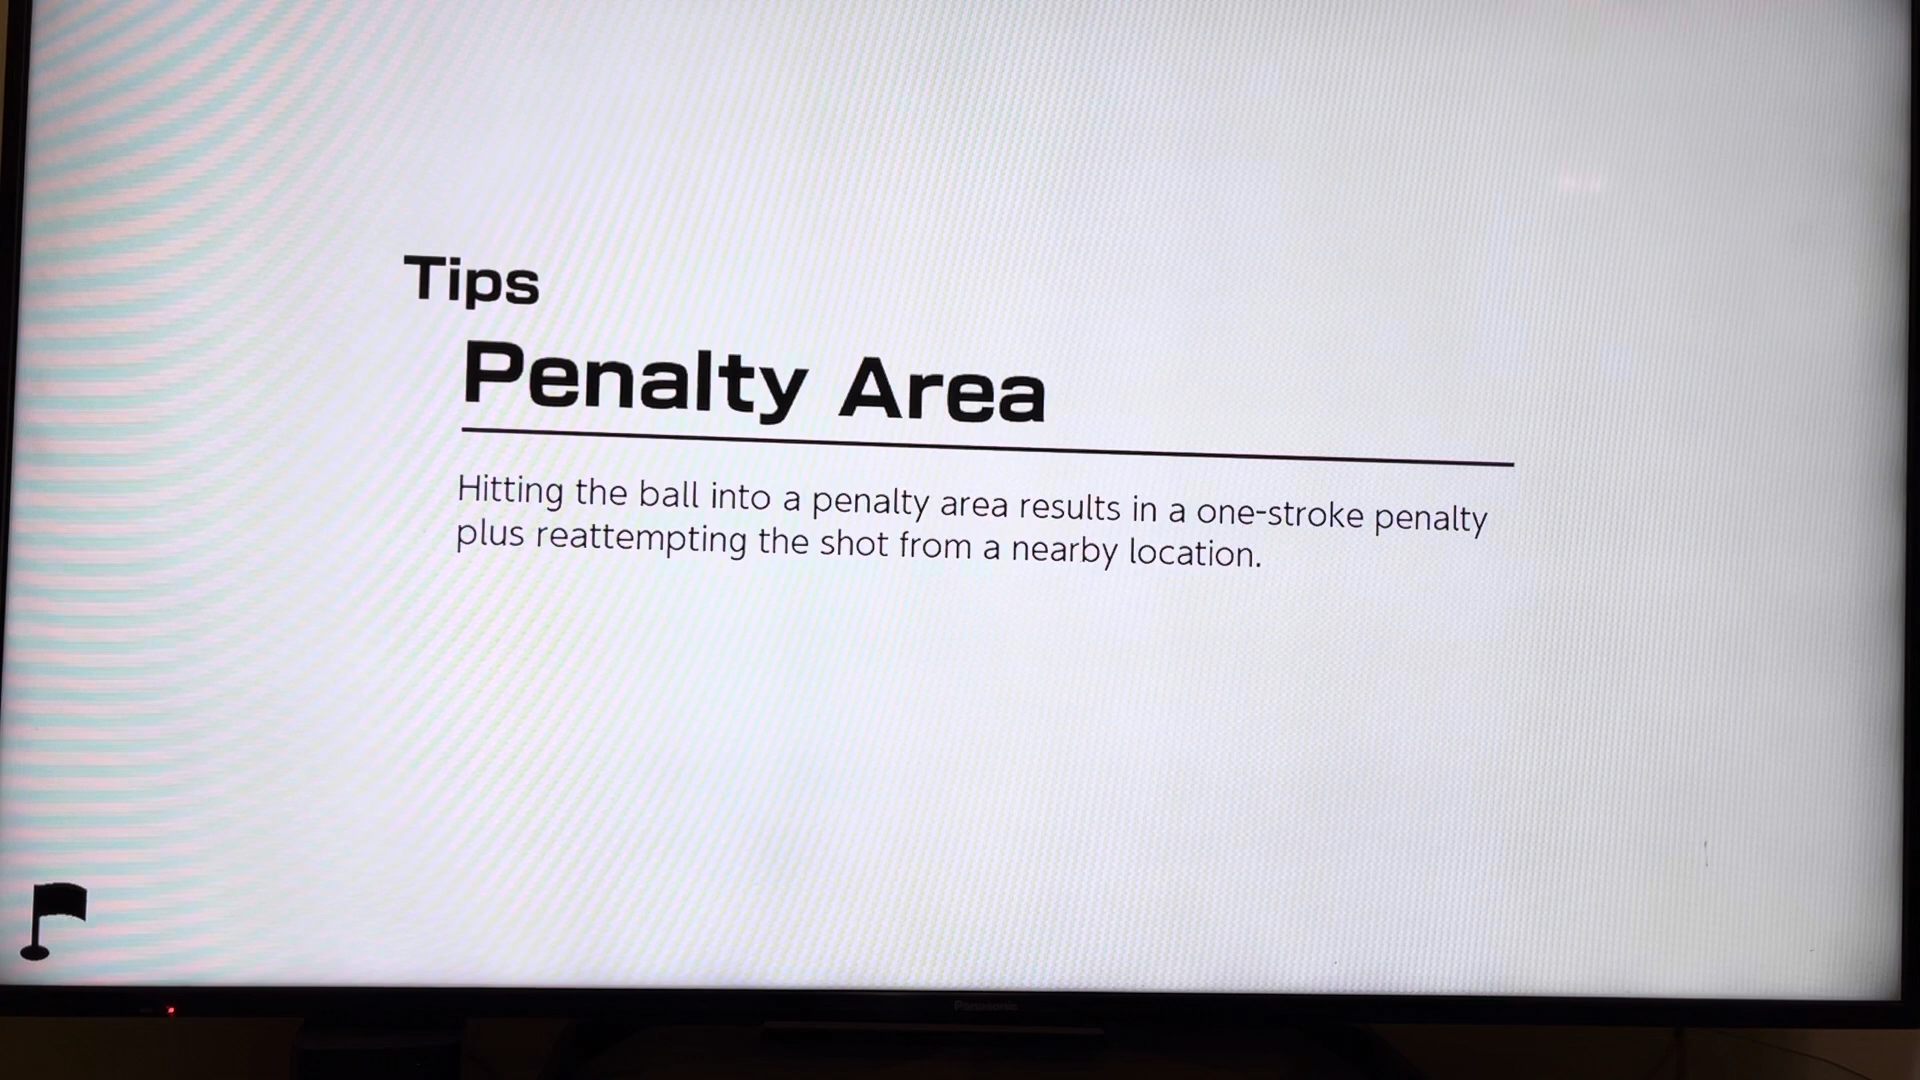 Tips
Penalty Area
Hitting the ball into a penalty area results in a one-stroke penalty
plus reattempting the shot from a nearby location.
Panasonic